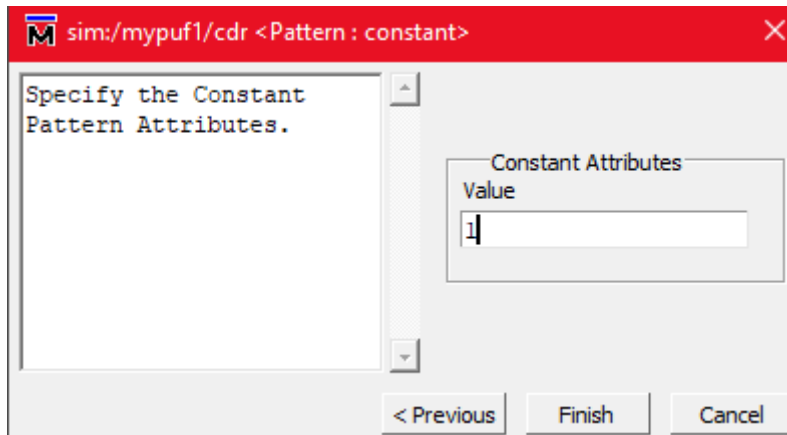 sim:/mypuf1/cdr <Pattern : constant>
Specify the Constant
Pattern Attributes.
Constant Attributes
Value
1
< Previous
Finish
Cancel